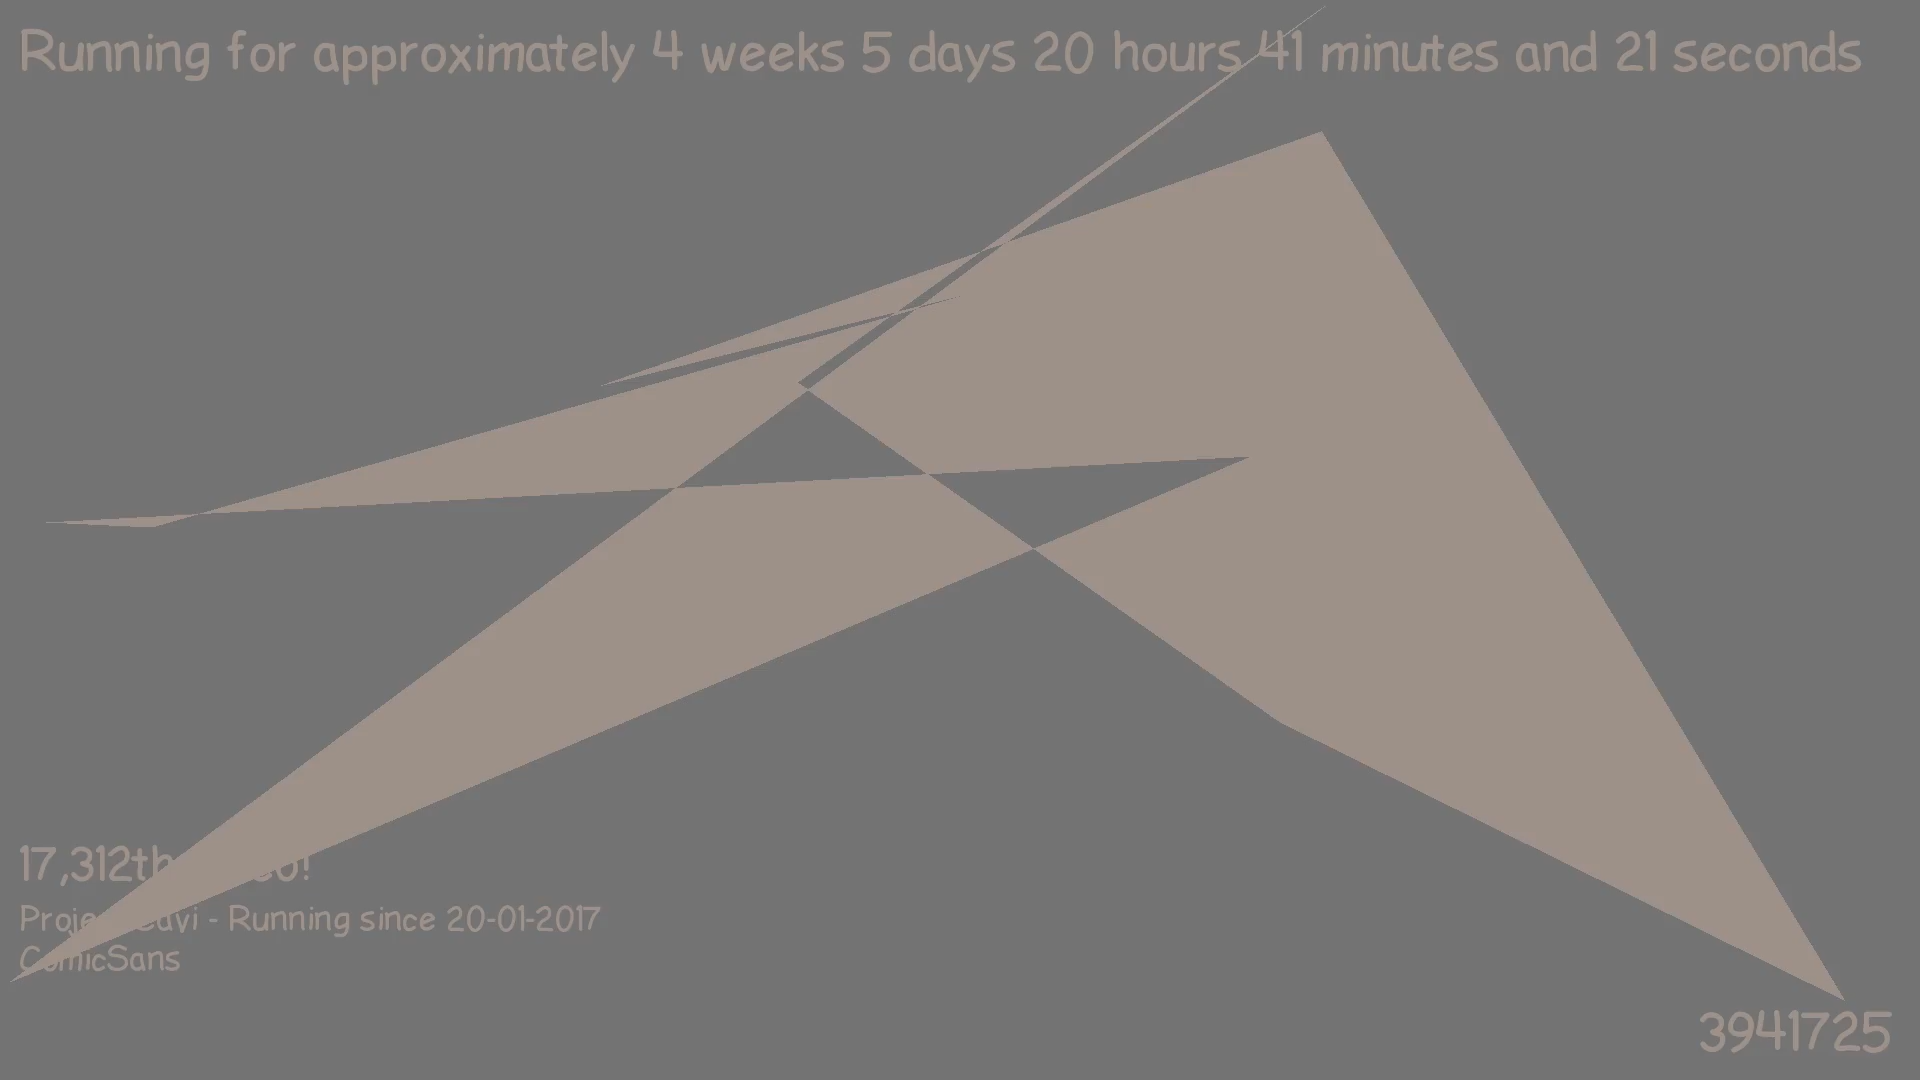 Running for approximately 4 weeks 5 days 20 hours 41 minutes and 21 seconds
17,312th
- Running since 20-01-2017
ComicSans
3941725